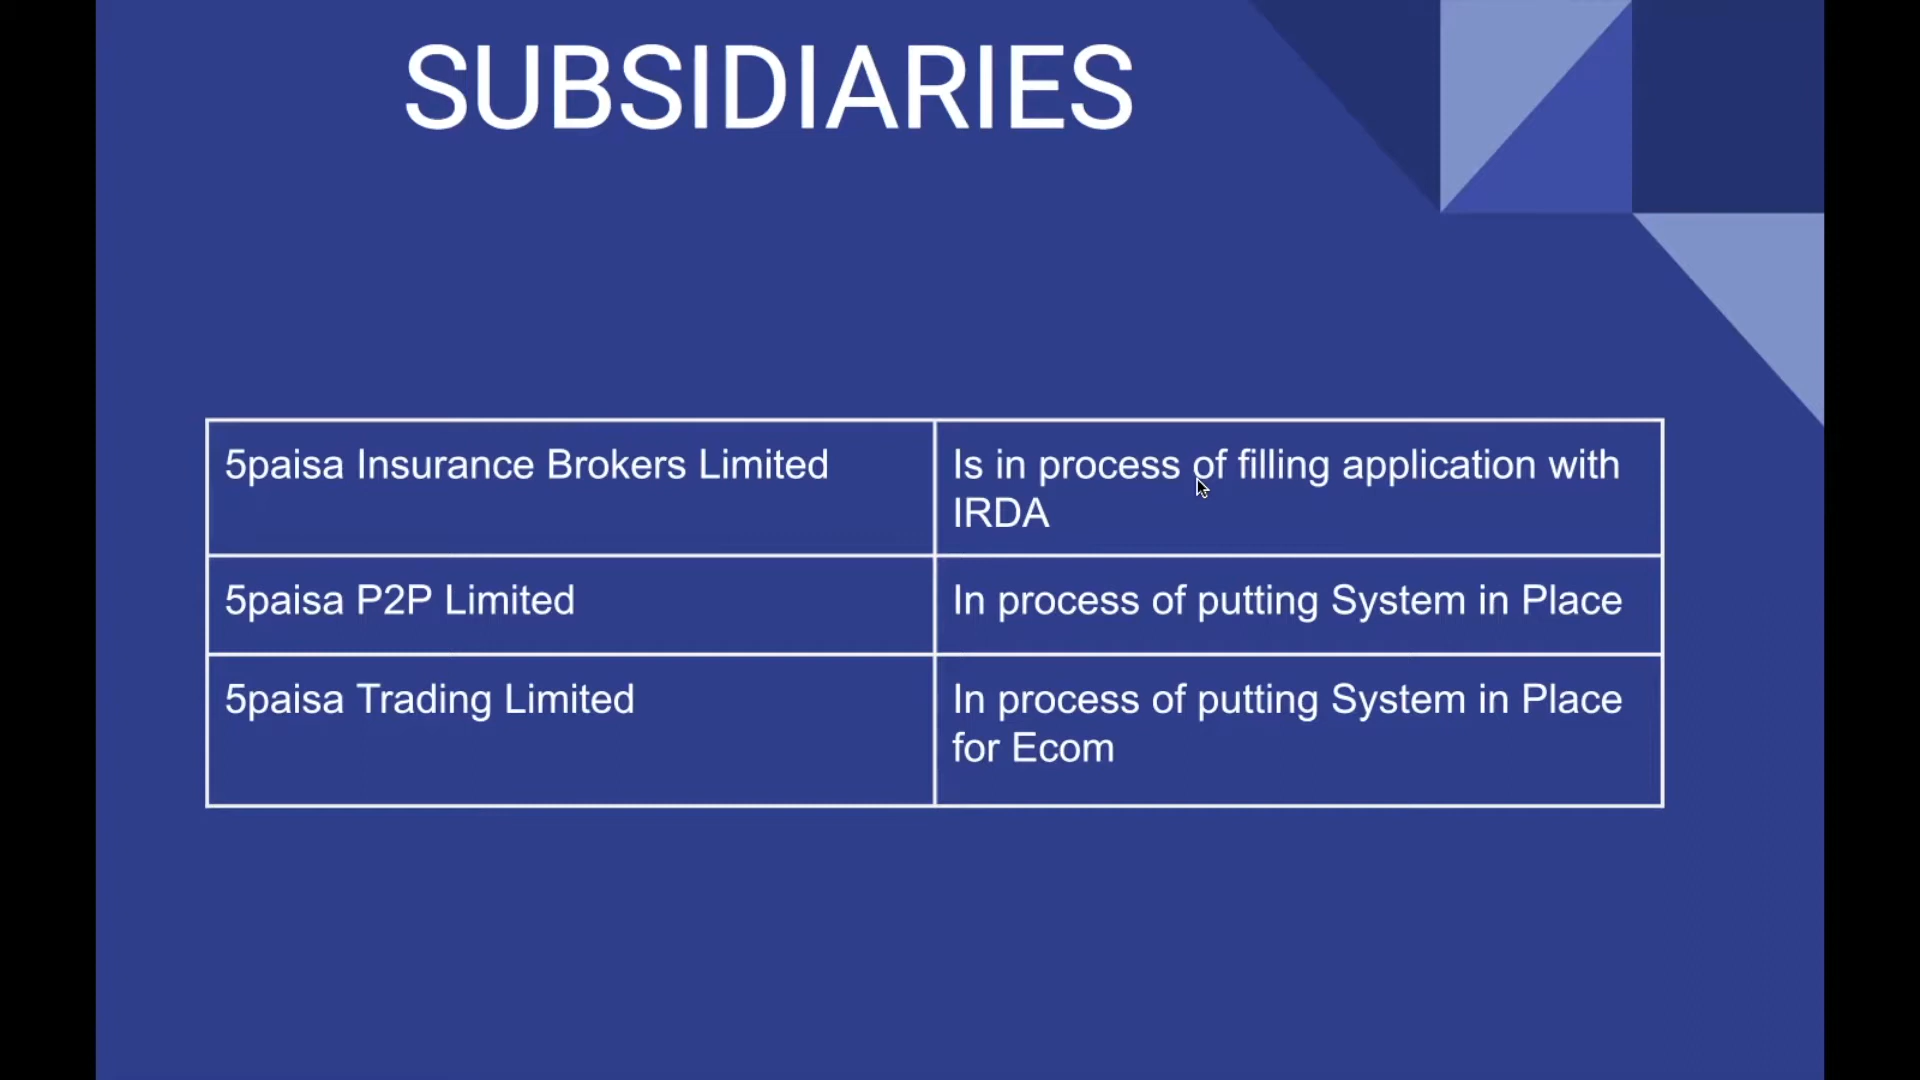 SUBSIDIARIES
5paisa Insurance Brokers Limited
Is in process of filling application with
IRDA
5paisa P2P Limited
In process of putting System in Place
5paisa Trading Limited
In process of putting System in Place
for Ecom